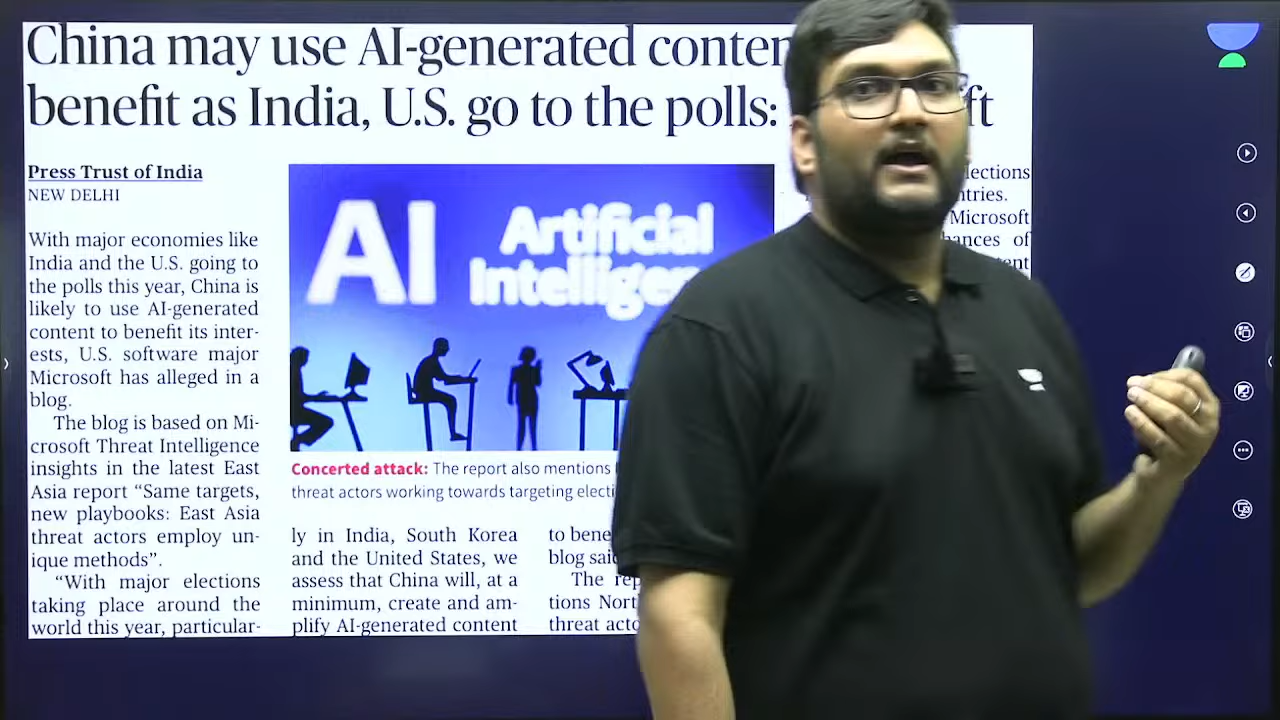 China may use AI-generated conten
benefit as India, U.S. go to the polls: ft
Press Trust of India
NEW DELHI
With major economies like
India and the U.S. going to
the polls this year, China is
likely to use AI-generated
content to benefit its inter-
ests, U.S. software major
Microsoft has alleged in a
blog.
The blog is based on Mi-
crosoft Threat Intelligence
insights in the latest East
Asia report “Same targets,
new playbooks: East Asia
threat actors employ un-
ique methods”.
“With major elections
taking place around the
world this year, particular-
AI Artificial
Intelligen
Concerted attack: The report also mentions
threat actors working towards targeting electi
ly in India, South Korea
and the United States, we
assess that China will, at a
minimum, create and am-
plify AI-generated content
to bene
blog said
The rep
tions Nort
threat acto
lections
ntries.
Microsoft
hances of
tent